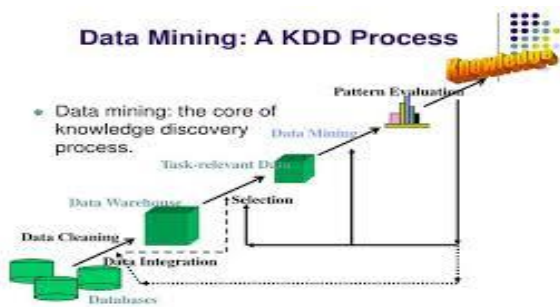 Data Mining: A KDD Process
Knowledge
Pattern Evaluation
• Data mining: the core of
knowledge discovery
process.
Data Mining
Task-relevant Data
Data Warehouse
Selection
Data Cleaning
Data Integration
Databases